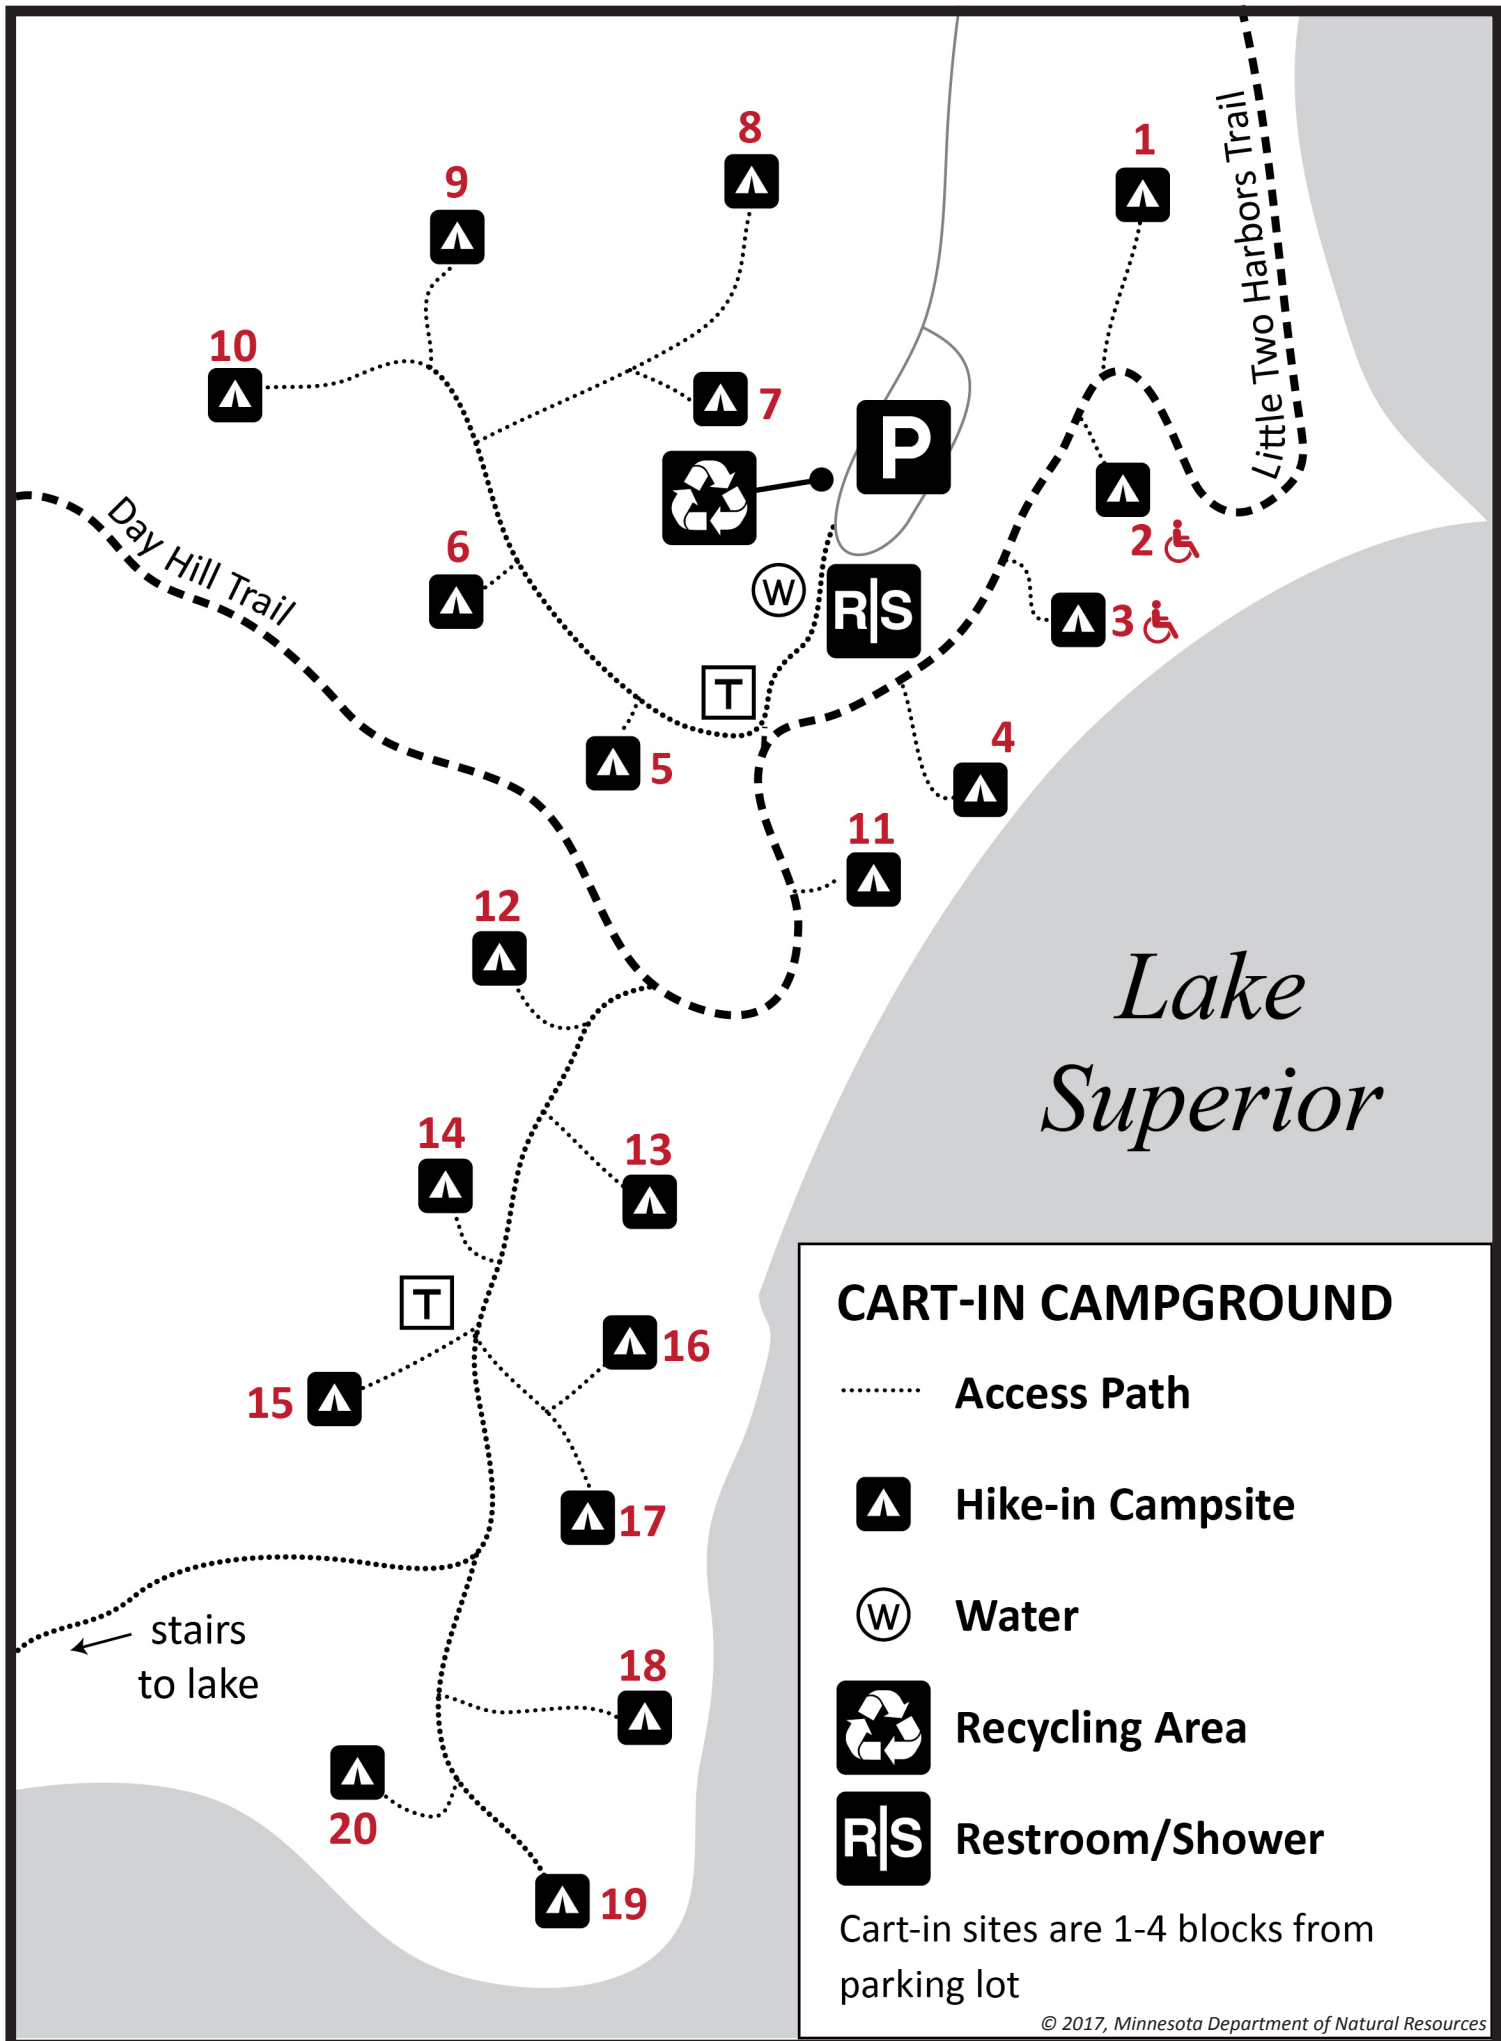 8
1
9
Little Two Harbors Trail
10
7
P
Day Hill Trail
6
2
W
R|S
3
T
4
5
11
12
Lake
Superior
14
13
T
16
15
17
stairs
to lake
18
20
19
CART-IN CAMPGROUND
Access Path
Hike-in Campsite
W Water
Recycling Area
R|S Restroom/Shower
Cart-in sites are 1-4 blocks from
parking lot
© 2017, Minnesota Department of Natural Resources